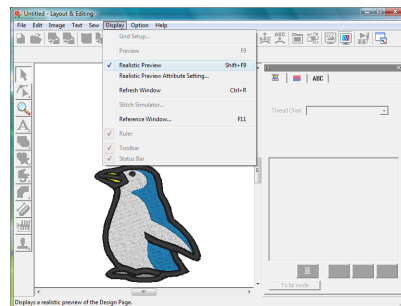 Untitled - Layout & Editing
File Edit Image Text Sew Display Option Help
Grid Setup...
Preview F9
✓ Realistic Preview Shift+F9
Realistic Preview Attribute Setting...
Refresh Window Ctrl+R
Stitch Simulator...
Reference Window... F11
✓ Ruler
✓ Toolbar
✓ Status Bar
ABC
Thread Chart
To list mode
Displays a realistic preview of the Design Page.